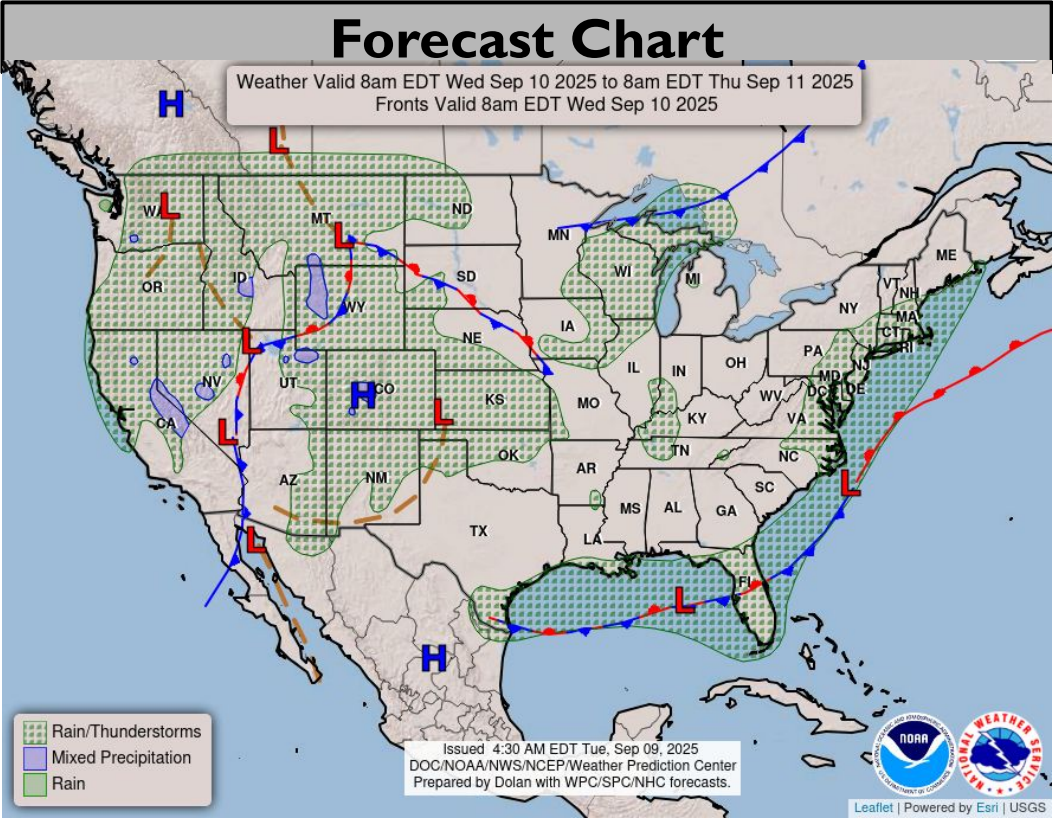 Forecast Chart
Weather Valid 8am EDT Wed Sep 10 2025 to 8am EDT Thu Sep 11 2025
Fronts Valid 8am EDT Wed Sep 10 2025
H
L
WA L
MT
ND
L
MN
ME
OR
ID
SD
WI
MI
VT
NH
WY
NY
MA
IA
CT
RI
L
NE
PA
NJ
IL
IN
OH
MD
DE
DC
NV
UT
H CO
KS
MO
WV
VA
KY
L
CA
L
TN
NC
OK
AR
AZ
NM
L
SC
MS
AL
GA
TX
LA
L
FL
L
H
Rain/Thunderstorms
Mixed Precipitation
Rain
Issued 4:30 AM EDT Tue, Sep 09, 2025
DOC/NOAA/NWS/NCEP/Weather Prediction Center
Prepared by Dolan with WPC/SPC/NHC forecasts.
NOAA
NATIONAL WEATHER SERVICE
Leaflet | Powered by Esri | USGS